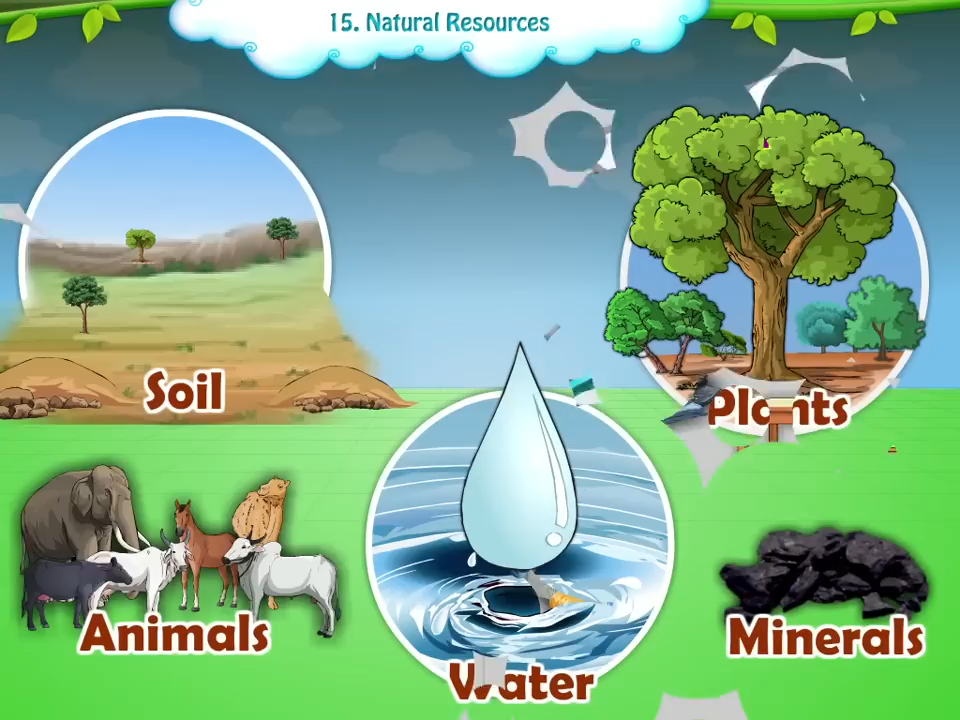 15. Natural Resources
Soil
Plants
Animals
Water
Minerals